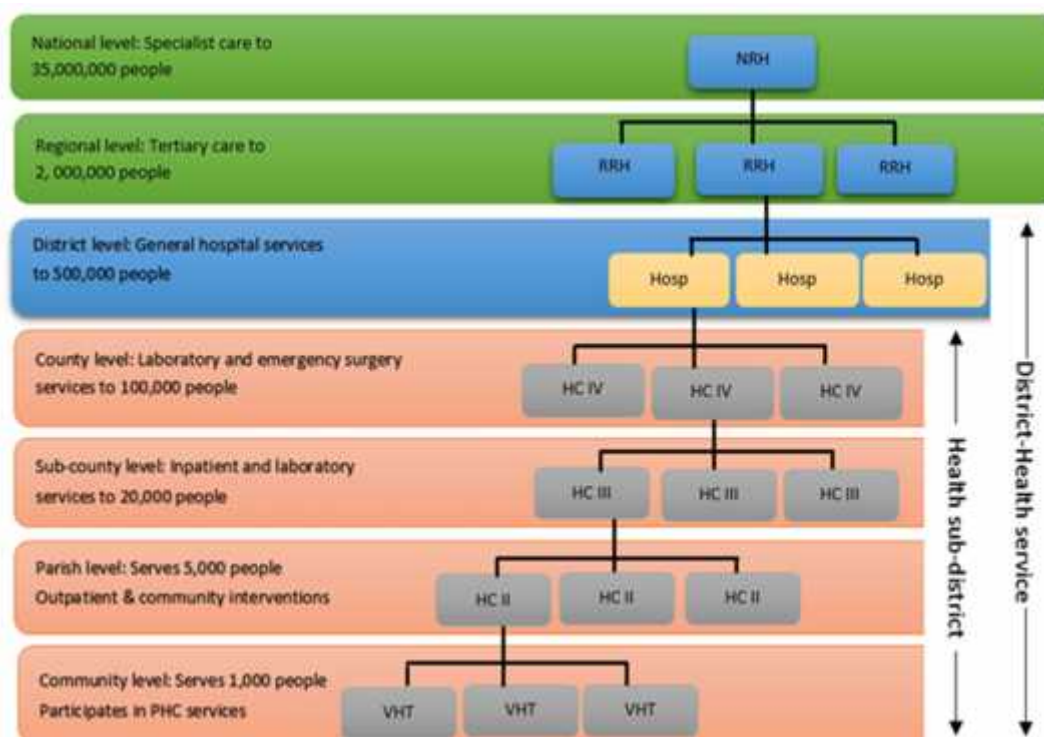 National level: Specialist care to
35,000,000 people
NRH
Regional level: Tertiary care to
2, 000,000 people
RRH
RRH
RRH
District level: General hospital services
to 500,000 people
Hosp
Hosp
Hosp
County level: Laboratory and emergency surgery
services to 100,000 people
HC IV
HC IV
HC IV
Sub-county level: Inpatient and laboratory
services to 20,000 people
HC III
HC III
HC III
Parish level: Serves 5,000 people
Outpatient & community interventions
HC II
HC II
HC II
Community level: Serves 1,000 people
Participates in PHC services
VHT
VHT
VHT
Health sub-district
District-Health service